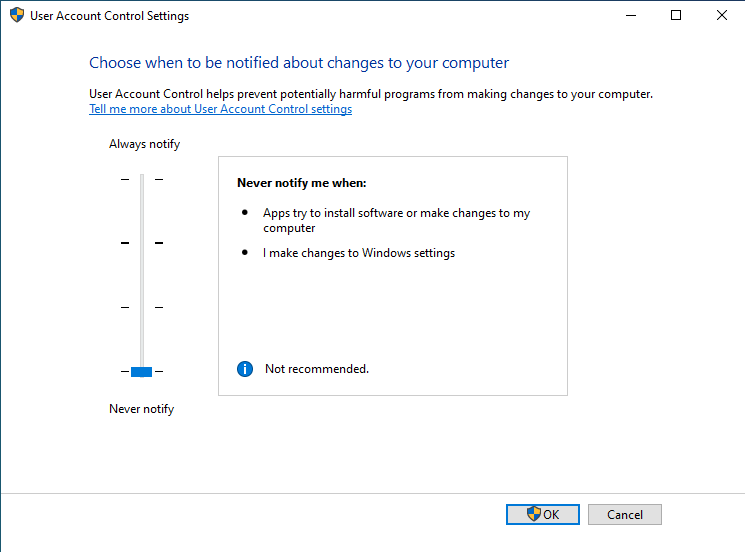 User Account Control Settings
Choose when to be notified about changes to your computer
User Account Control helps prevent potentially harmful programs from making changes to your computer.
Tell me more about User Account Control settings
Always notify
Never notify me when:
Apps try to install software or make changes to my
computer
I make changes to Windows settings
Not recommended.
Never notify
OK
Cancel